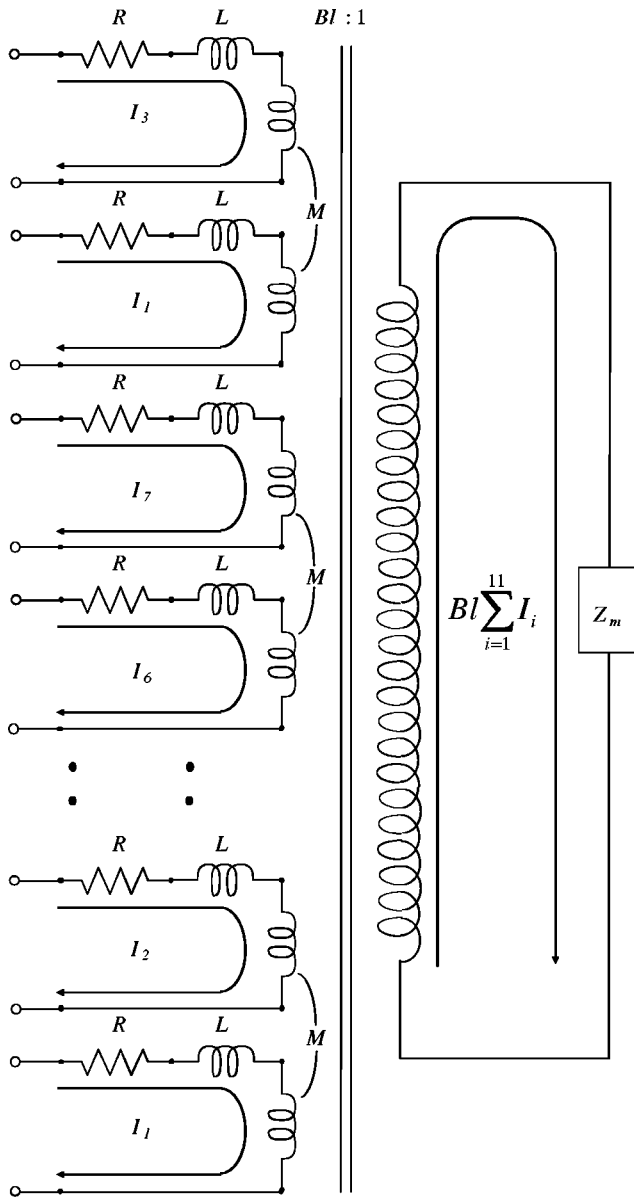 R L Bl : 1
I3
R L M
I1
R L
I7
R L M
I6
Bl∑(i=1 to 11) Ii Zm
R L
I2
R L M
I1